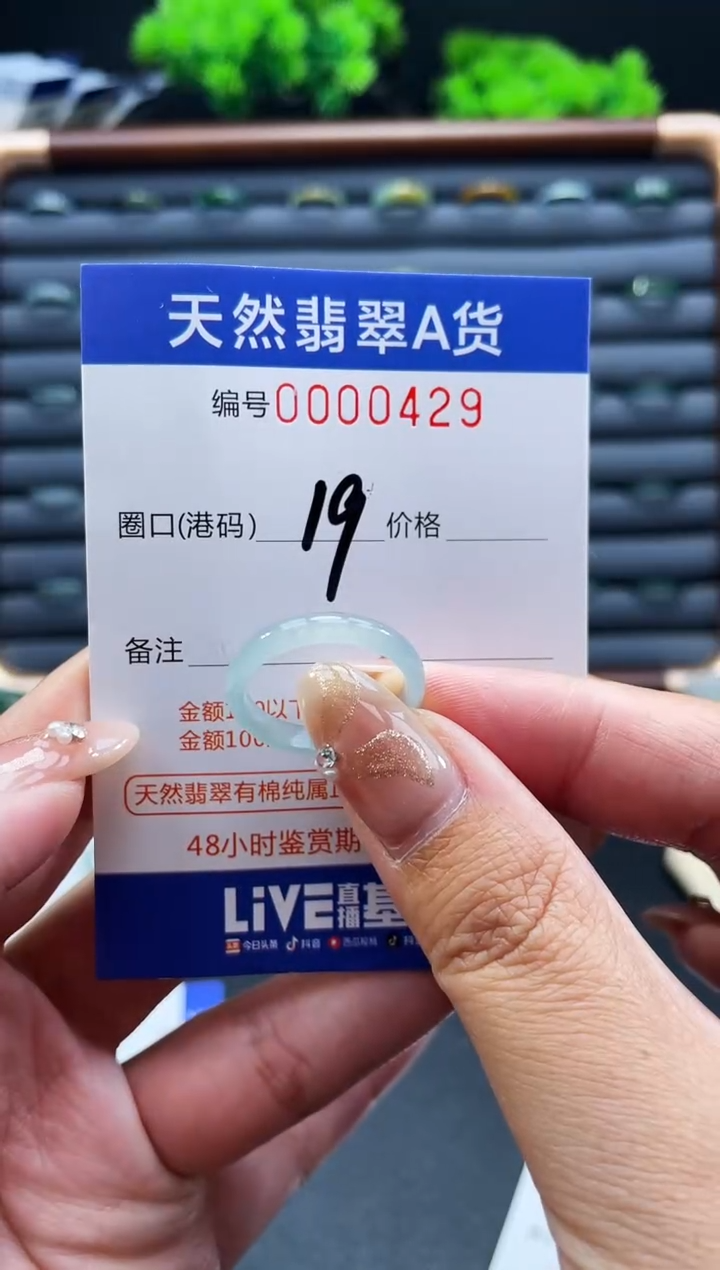 天然翡翠A货
编号0000429
圈口(港码) 19 价格
备注
金额1
金额100
天然翡翠有棉纯属
48小时鉴赏期
LiVE直播基
今日头条 抖音 西瓜视频